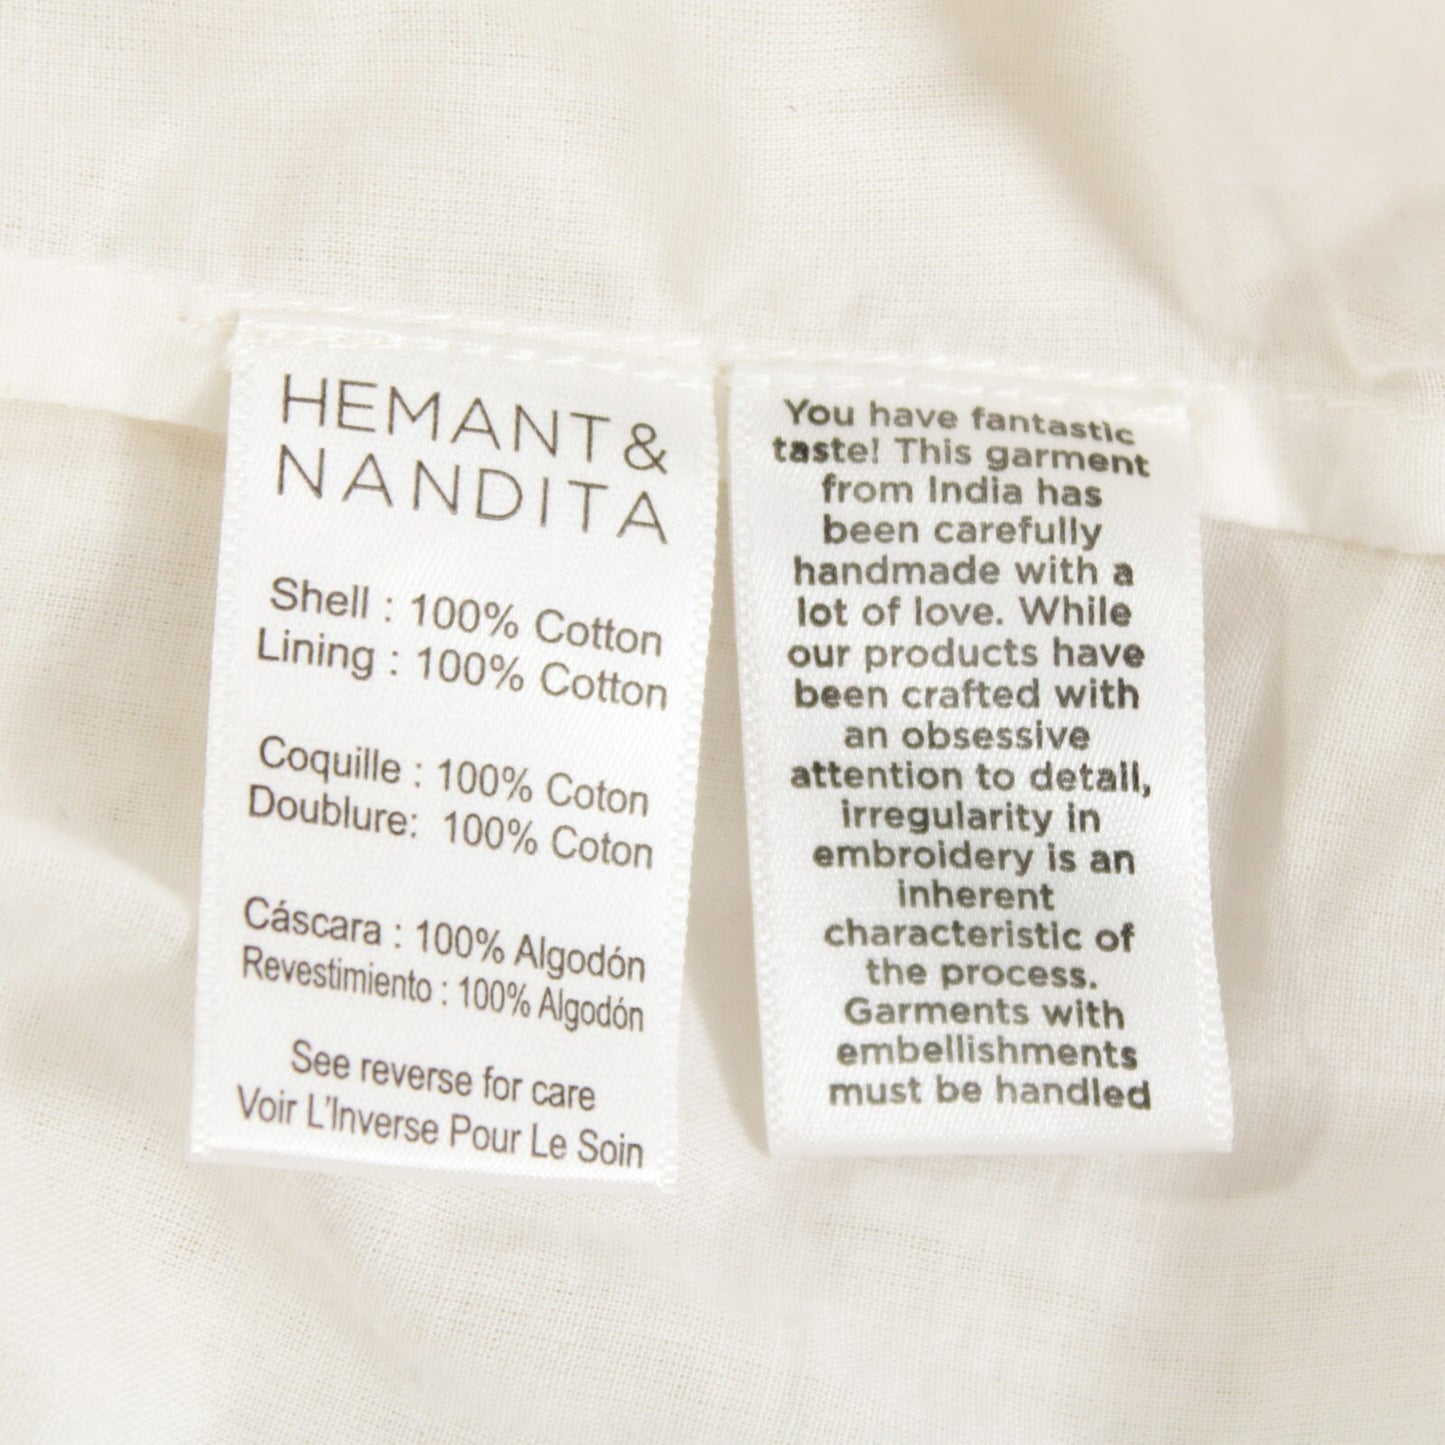 HEMANT &
NANDITA
Shell : 100% Cotton
Lining : 100% Cotton
Coquille : 100% Coton
Doublure: 100% Coton
Cáscara : 100% Algodón
Revestimiento : 100% Algodón
See reverse for care
Voir L'Inverse Pour Le Soin
You have fantastic
taste! This garment
from India has
been carefully
handmade with a
lot of love. While
our products have
been crafted with
an obsessive
attention to detail,
irregularity in
embroidery is an
inherent
characteristic of
the process.
Garments with
embellishments
must be handled